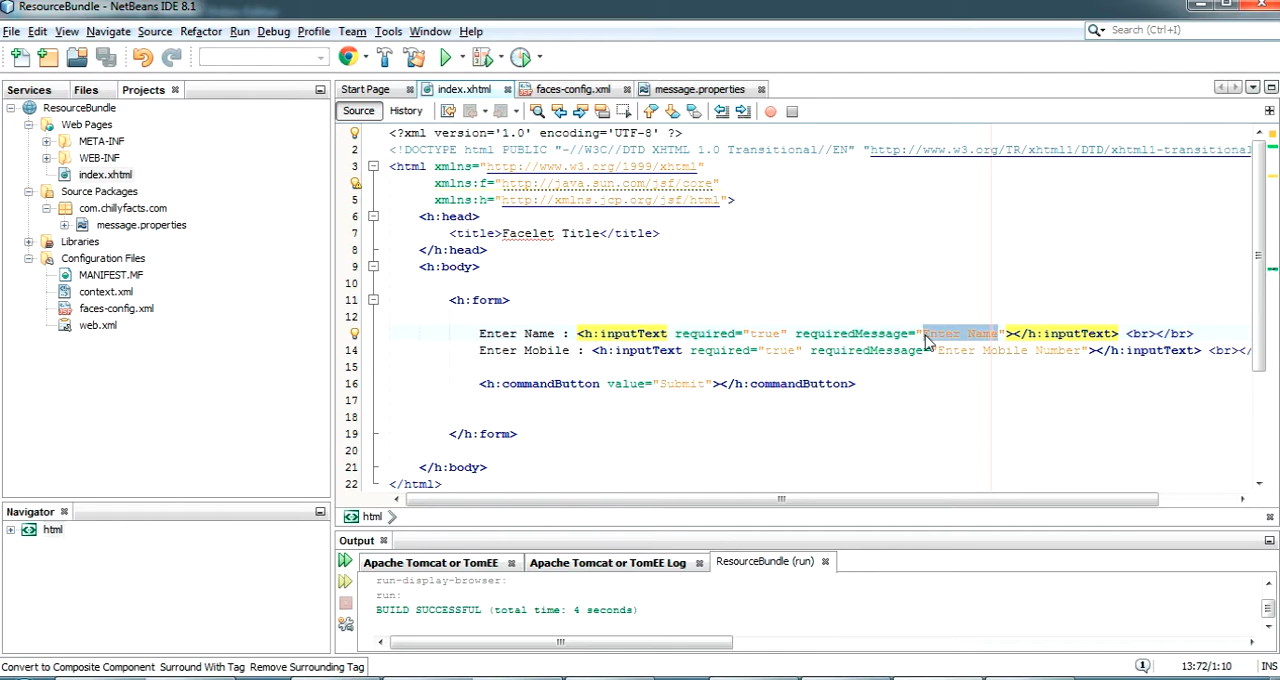 ResourceBundle - NetBeans IDE 8.1
File Edit View Navigate Source Refactor Run Debug Profile Team Tools Window Help
Search (Ctrl+I)
Services Files Projects
Start Page index.xhtml faces-config.xml message.properties
Source History
ResourceBundle
Web Pages
META-INF
WEB-INF
index.xhtml
Source Packages
com.chillyfacts.com
message.properties
Libraries
Configuration Files
MANIFEST.MF
context.xml
faces-config.xml
web.xml
<?xml version='1.0' encoding='UTF-8' ?>
2 <!DOCTYPE html PUBLIC "-//W3C//DTD XHTML 1.0 Transitional//EN" "http://www.w3.org/TR/xhtml1/DTD/xhtml1-transitional
3 <html xmlns="http://www.w3.org/1999/xhtml"
xmlns:f="http://java.sun.com/jsf/core"
5 xmlns:h="http://xmlns.jcp.org/jsf/html">
6 <h:head>
7 <title>Facelet Title</title>
8 </h:head>
9 <h:body>
10
11 <h:form>
12
Enter Name : <h:inputText required="true" requiredMessage="Enter Name"></h:inputText> <br></br>
14 Enter Mobile : <h:inputText required="true" requiredMessage="Enter Mobile Number"></h:inputText> <br></
15
16 <h:commandButton value="Submit"></h:commandButton>
17
18
19 </h:form>
20
21 </h:body>
22 </html>
html
Navigator
html
Output
Apache Tomcat or TomEE Apache Tomcat or TomEE Log ResourceBundle (run)
run-display-browser:
run:
BUILD SUCCESSFUL (total time: 4 seconds)
Convert to Composite Component Surround With Tag Remove Surrounding Tag
1 13:72/1:10 INS